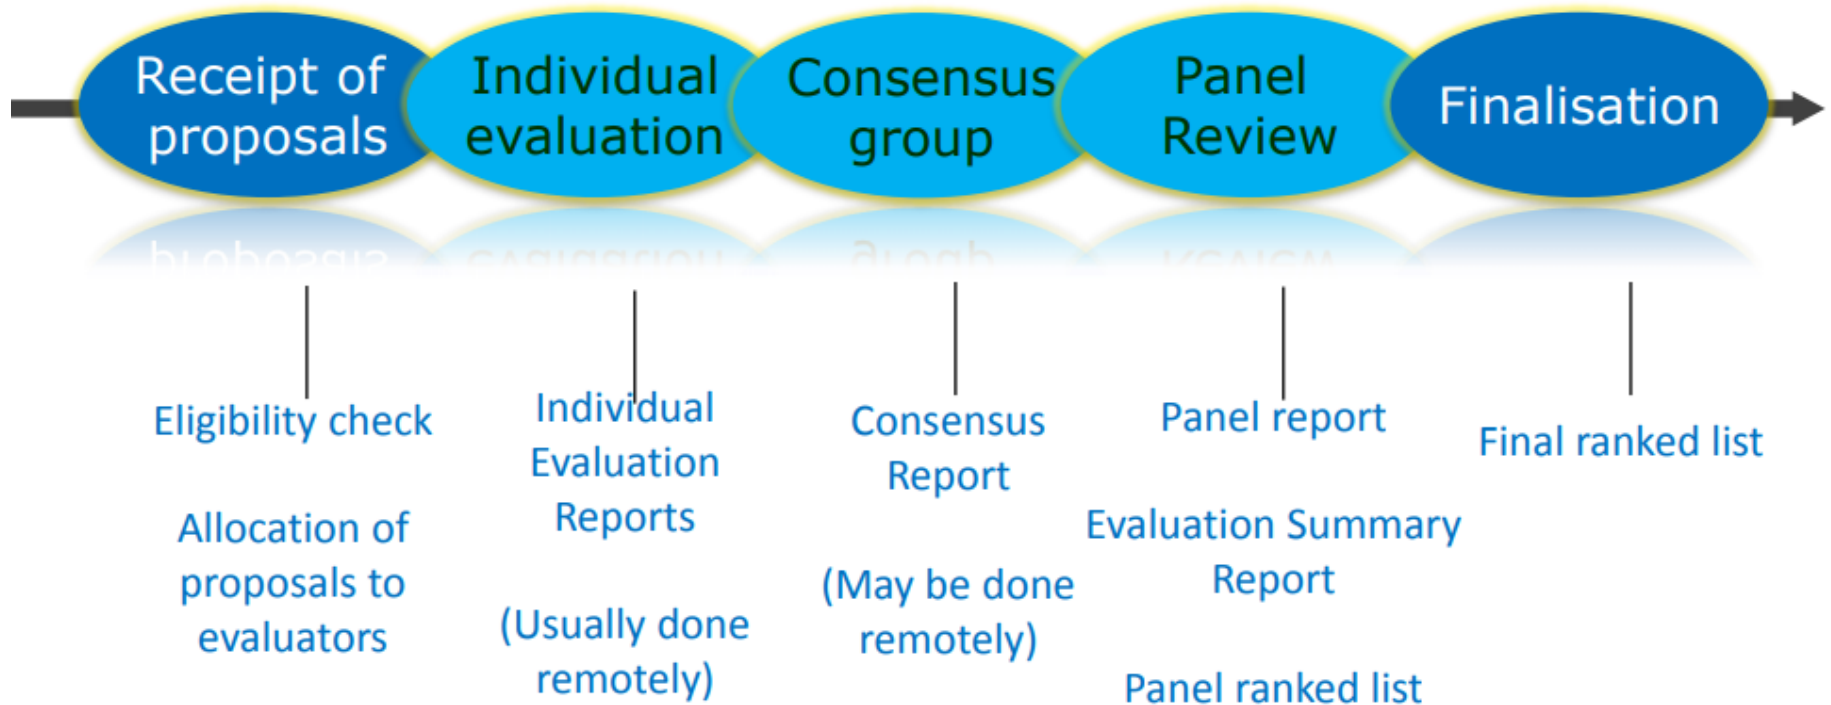 Receipt of
proposals
Individual
evaluation
Consensus
group
Panel
Review
Finalisation
Eligibility check
Allocation of
proposals to
evaluators
Individual
Evaluation
Reports
(Usually done
remotely)
Consensus
Report
(May be done
remotely)
Panel report
Evaluation Summary
Report
Panel ranked list
Final ranked list